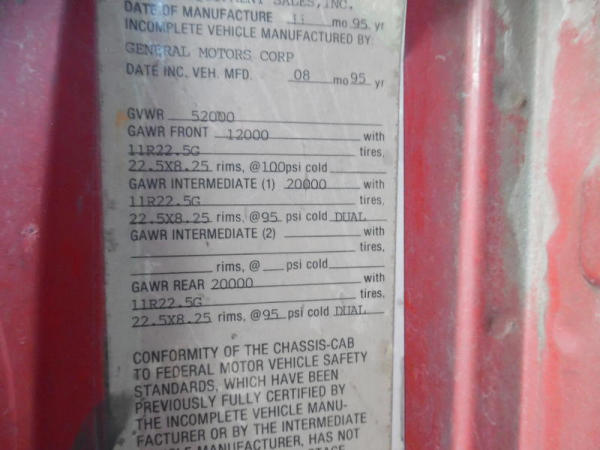 SALES, INC.
DATE OF MANUFACTURE 11 mo 95 yr
INCOMPLETE VEHICLE MANUFACTURED BY:
GENERAL MOTORS CORP
DATE INC. VEH. MFD. 08 mo 95 yr
GVWR 52000
GAWR FRONT 12000 with
11R22.5G tires,
22.5X8.25 rims, @100psi cold
GAWR INTERMEDIATE (1) 20000 with
11R22.5G tires,
22.5X8.25 rims, @95 psi cold DUAL
GAWR INTERMEDIATE (2) with
tires,
rims, @ psi cold
GAWR REAR 20000 with
11R22.5G tires,
22.5X8.25 rims, @95 psi cold DUAL
CONFORMITY OF THE CHASSIS-CAB
TO FEDERAL MOTOR VEHICLE SAFETY
STANDARDS, WHICH HAVE BEEN
PREVIOUSLY FULLY CERTIFIED BY
THE INCOMPLETE VEHICLE MANU-
FACTURER OR BY THE INTERMEDIATE
MANUFACTURER, HAS NOT